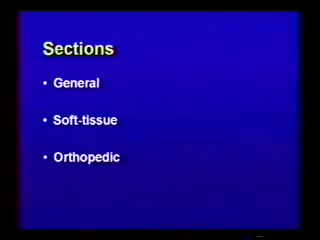 Sections
• General
• Soft-tissue
• Orthopedic